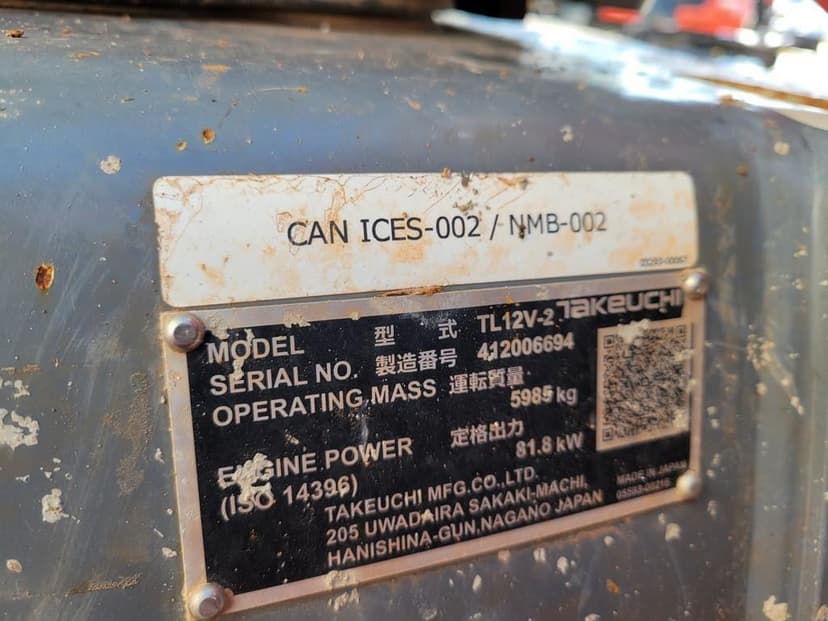 CAN ICES-002 / NMB-002
TAKEUCHI
MODEL 型 式 TL12V-2
SERIAL NO. 製造番号 412006694
OPERATING MASS 運転質量 5985 kg
ENGINE POWER 定格出力 81.8 kW
(ISO 14396)
TAKEUCHI MFG.CO.,LTD.
205 UWADAIRA SAKAKI-MACHI,
HANISHINA-GUN,NAGANO JAPAN
MADE IN JAPAN